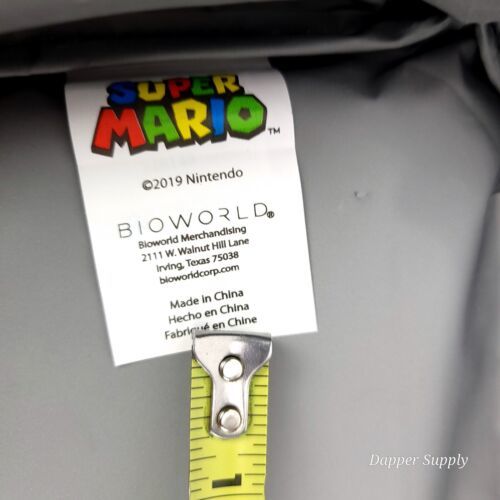 SUPER
MARIO™
©2019 Nintendo
BIOWORLD®
Bioworld Merchandising
2111 W. Walnut Hill Lane
Irving, Texas 75038
bioworldcorp.com
Made in China
Hecho en China
Fabriqué en Chine
1
Dapper Supply